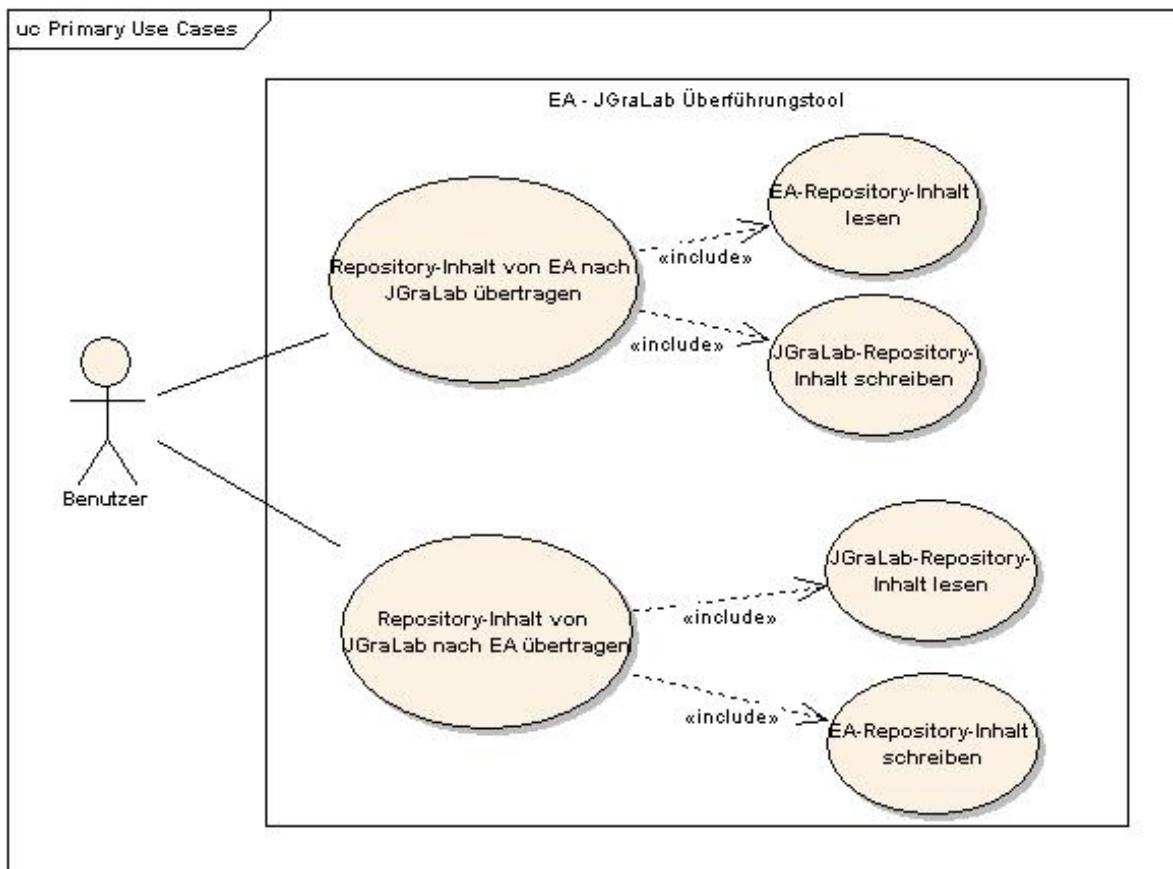 uc Primary Use Cases
EA - JGraLab Überführungstool
EA-Repository-Inhalt
lesen
Repository-Inhalt von EA nach
JGraLab übertragen
«include»
«include»
JGraLab-Repository-
Inhalt schreiben
Benutzer
JGraLab-Repository-
Inhalt lesen
Repository-Inhalt von
JGraLab nach EA übertragen
«include»
«include»
EA-Repository-Inhalt
schreiben